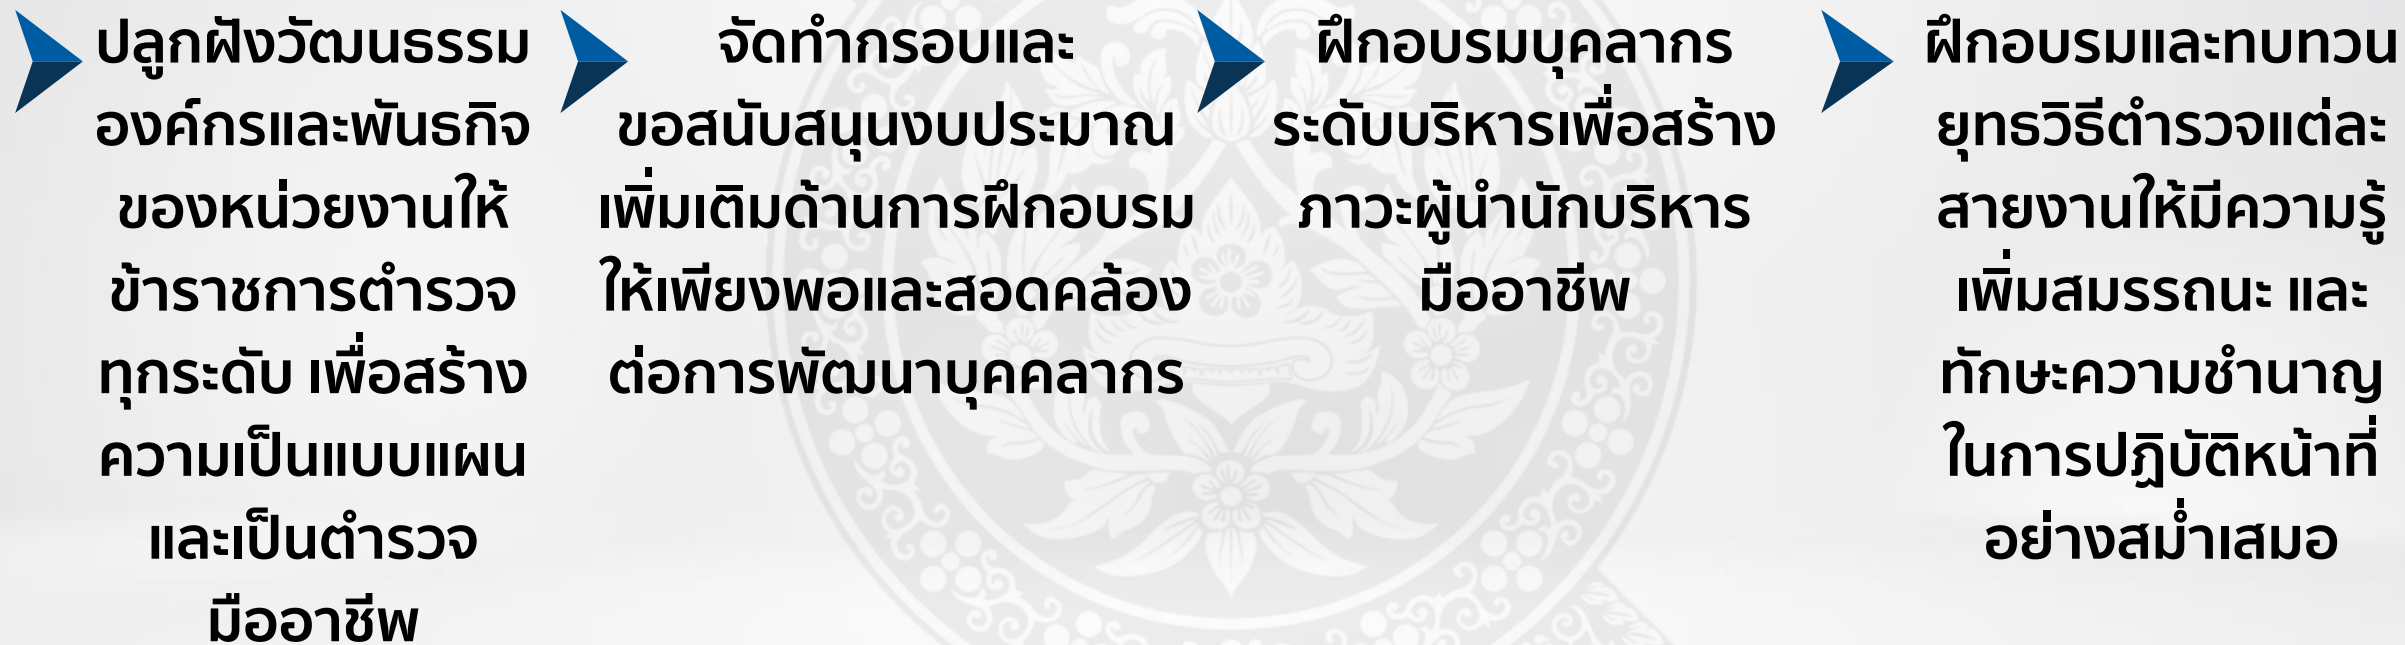 ปลูกฝังวัฒนธรรม
องค์กรและพันธกิจ
ของหน่วยงานให้
ข้าราชการตำรวจ
ทุกระดับ เพื่อสร้าง
ความเป็นแบบแผน
และเป็นตำรวจ
มืออาชีพ
จัดทำกรอบและ
ขอสนับสนุนงบประมาณ
เพิ่มเติมด้านการฝึกอบรม
ให้เพียงพอและสอดคล้อง
ต่อการพัฒนาบุคคลากร
ฝึกอบรมบุคลากร
ระดับบริหารเพื่อสร้าง
ภาวะผู้นำนักบริหาร
มืออาชีพ
ฝึกอบรมและทบทวน
ยุทธวิธีตำรวจแต่ละ
สายงานให้มีความรู้
เพิ่มสมรรถนะ และ
ทักษะความชำนาญ
ในการปฏิบัติหน้าที่
อย่างสม่ำเสมอ